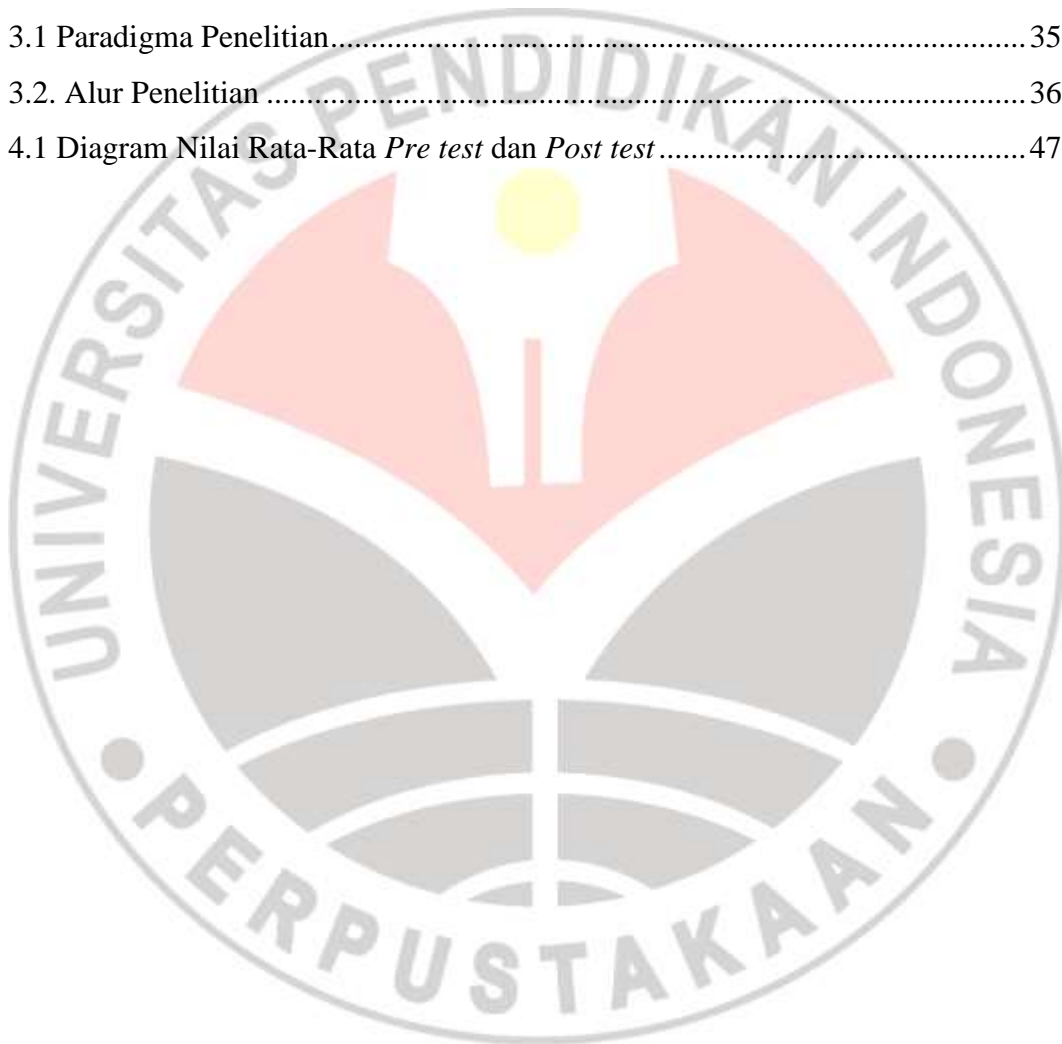 3.1 Paradigma Penelitian.......................................................................................... 35
3.2. Alur Penelitian .................................................................................................. 36
4.1 Diagram Nilai Rata-Rata Pre test dan Post test ............................................... 47
UNIVERSITAS PENDIDIKAN INDONESIA
PERPUSTAKAAN